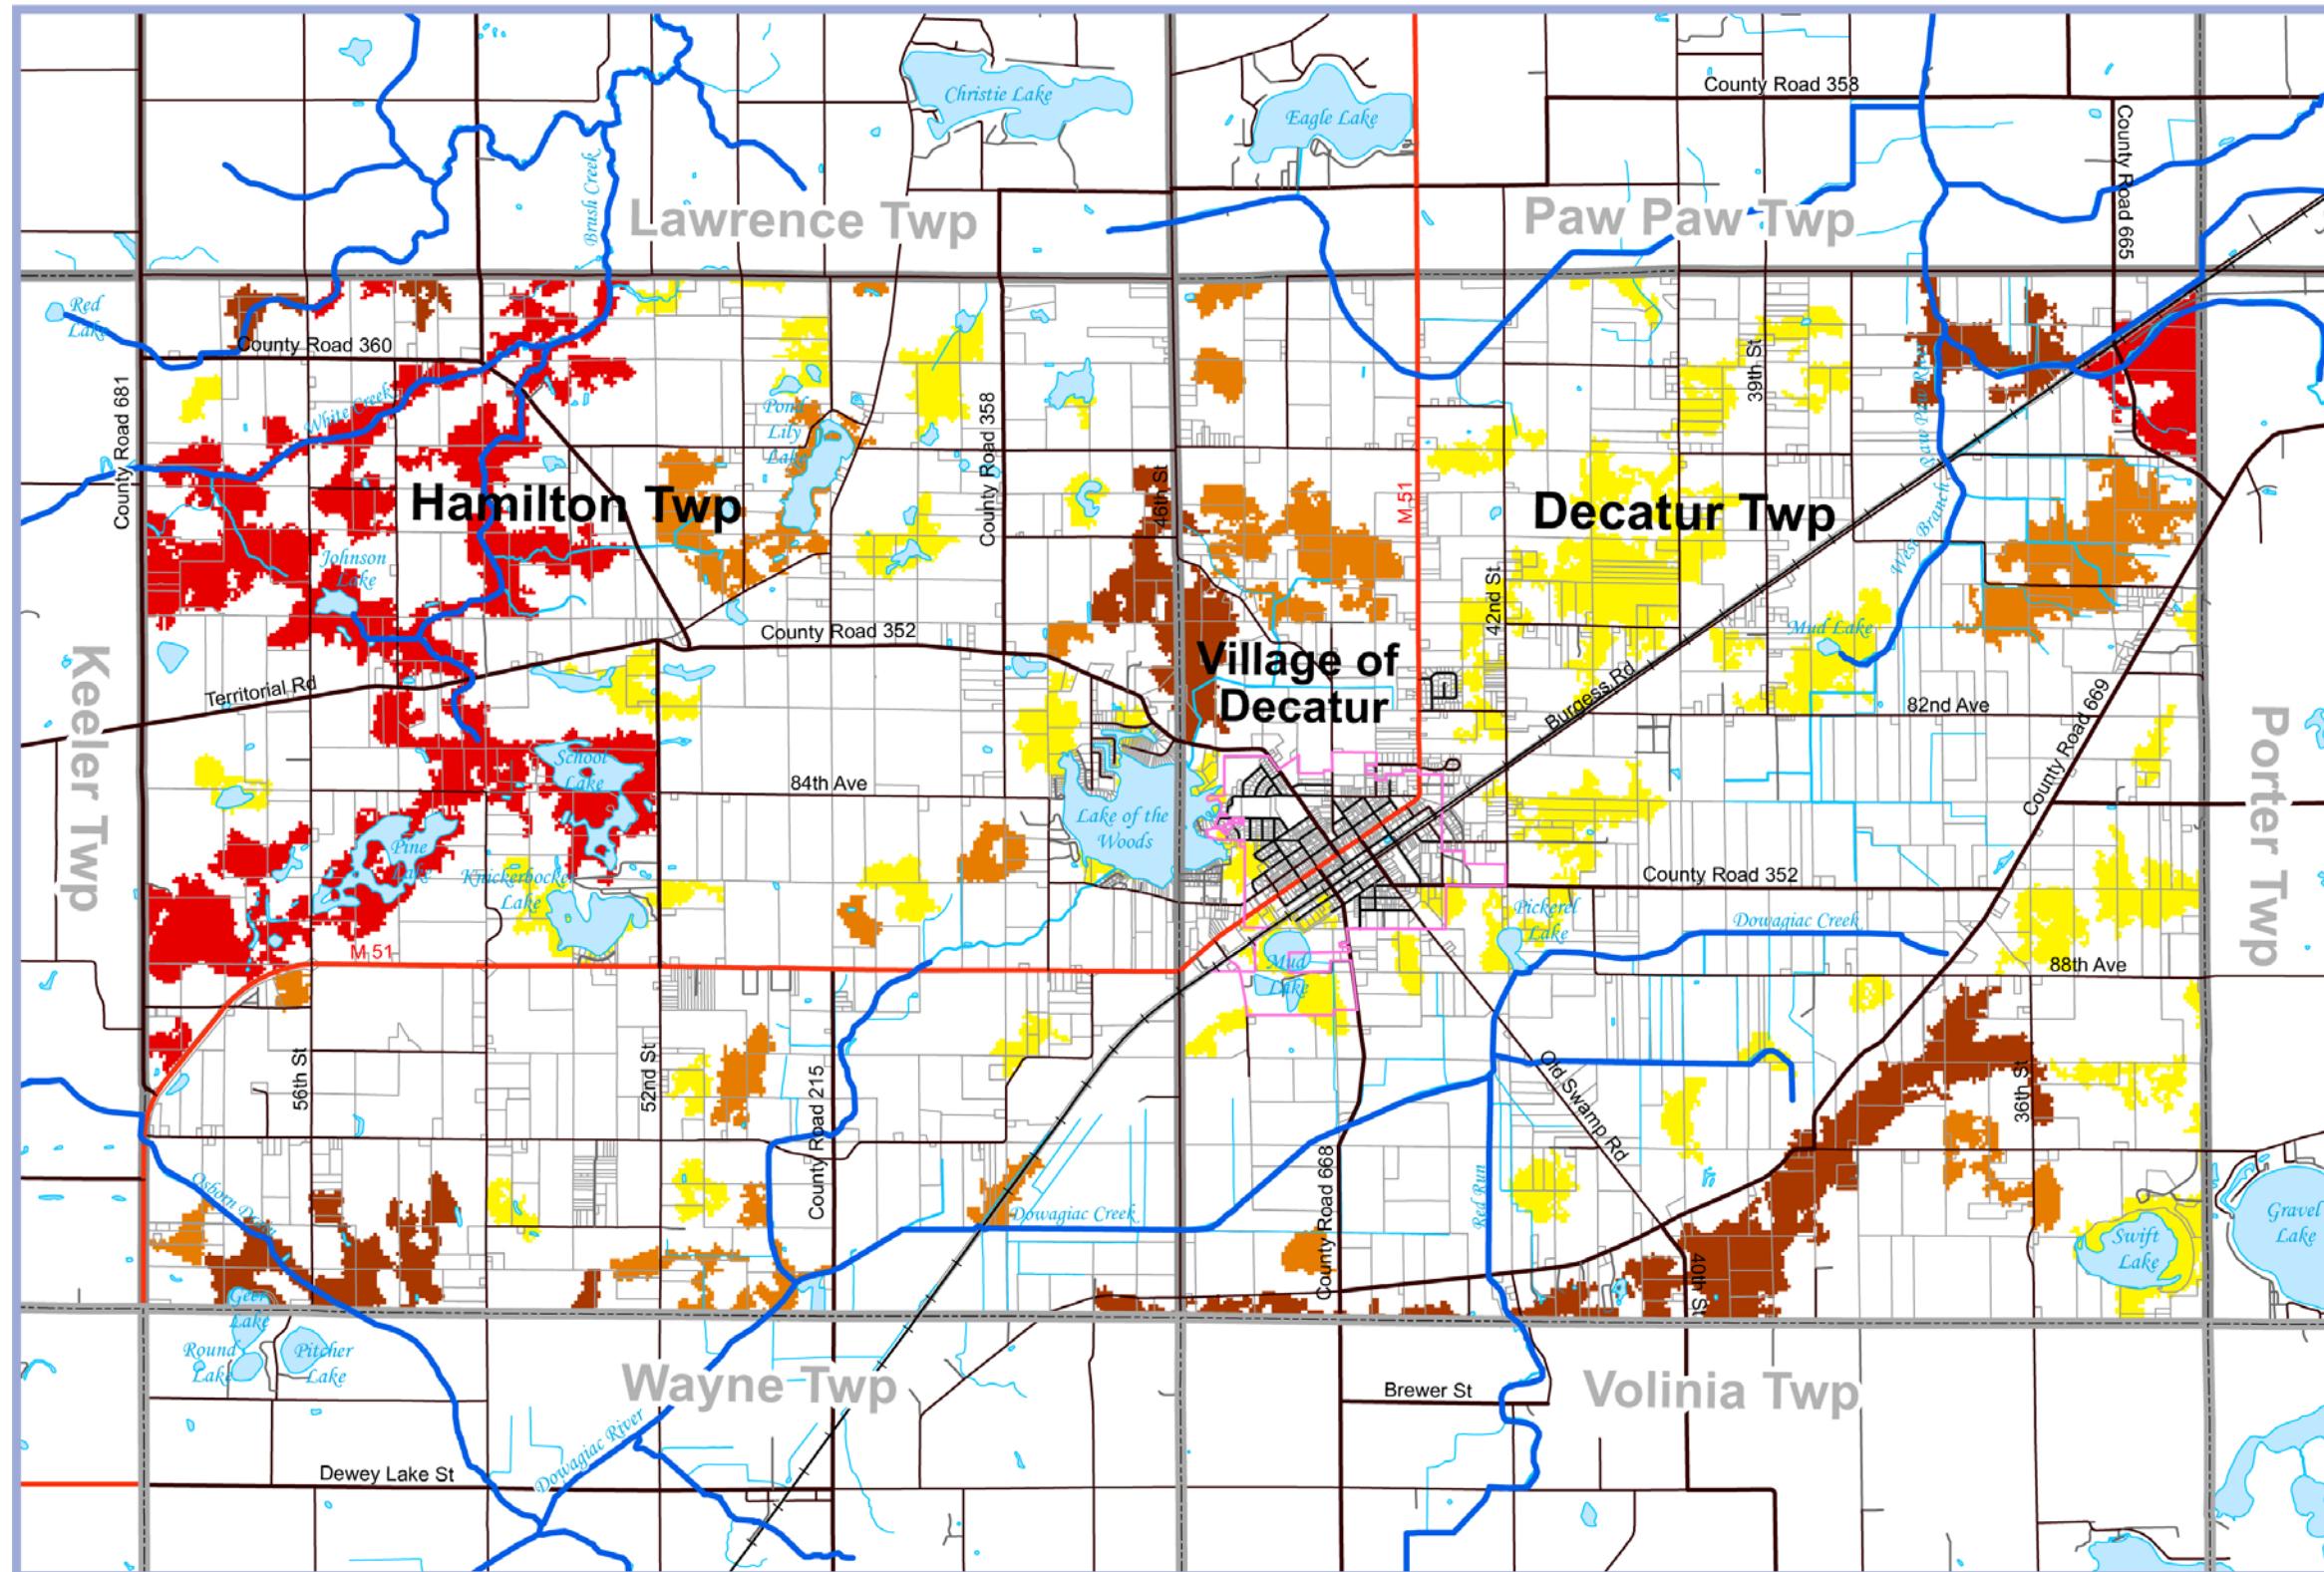 County Road 358
Christie Lake
Eagle Lake
County Road 665
Brush Creek
Lawrence Twp
Paw Paw Twp
Red
Lake
County Road 360
County Road 681
White Creek
Pond
Lily
Lake
County Road 358
39th St
46th St
M 51
Hamilton Twp
Decatur Twp
West Branch
Johnson
Lake
42nd St
County Road 352
Mud Lake
Village of
Decatur
Territorial Rd
Burgess Rd
82nd Ave
County Road 669
Keeler Twp
Porter Twp
School
Lake
84th Ave
Lake of the
Woods
Pine
Lake
Knickerbocker
Lake
County Road 352
Pickerel
Lake
Dowagiac Creek
M 51
Mud
Lake
88th Ave
56th St
52nd St
County Road 215
Old Swamp Rd
36th St
Osborn Drain
Dowagiac Creek
County Road 668
Red Run
40th St
Swift
Lake
Gravel
Lake
Geer
Lake
Round
Lake
Pitcher
Lake
Wayne Twp
Brewer St
Volinia Twp
Dewey Lake St
Dowagiac River